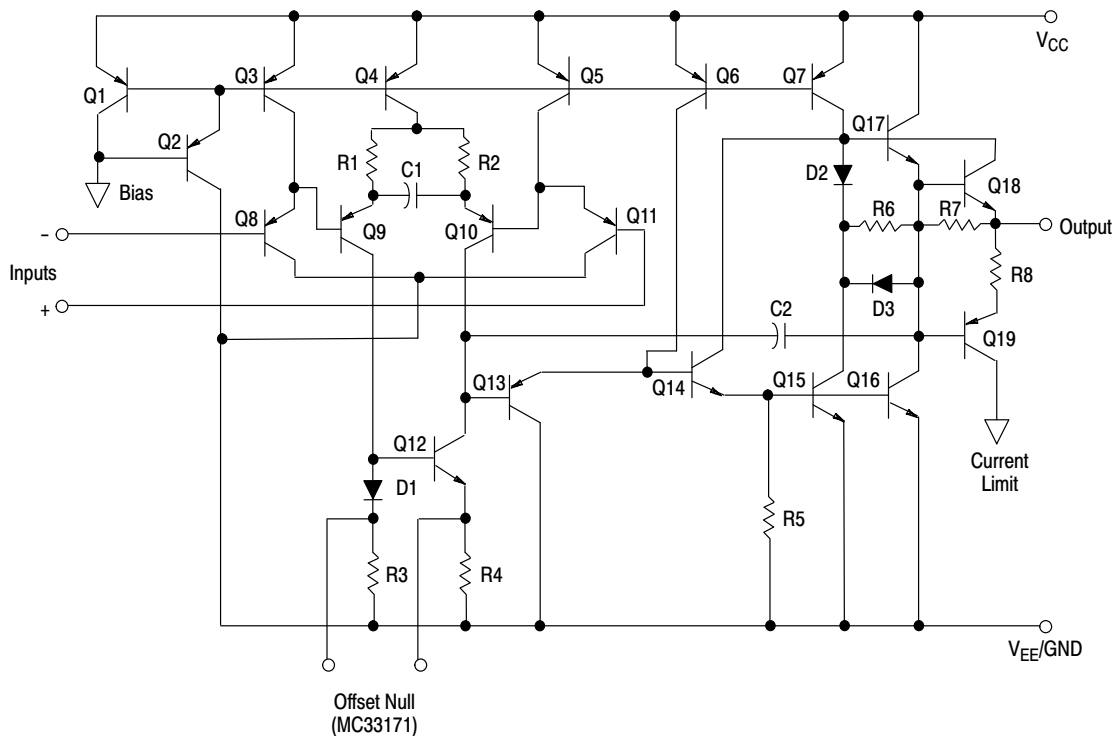 VCC
Q3
Q4
Q5
Q6
Q7
Q1
Q2
Q17
Bias
R1
C1
R2
D2
Q18
R6
R7
Output
Q8
Q9
Q10
Q11
−
Inputs
+
D3
R8
C2
Q19
Q13
Q14
Q15
Q16
Q12
Current
Limit
D1
R5
R3
R4
VEE/GND
Offset Null
(MC33171)